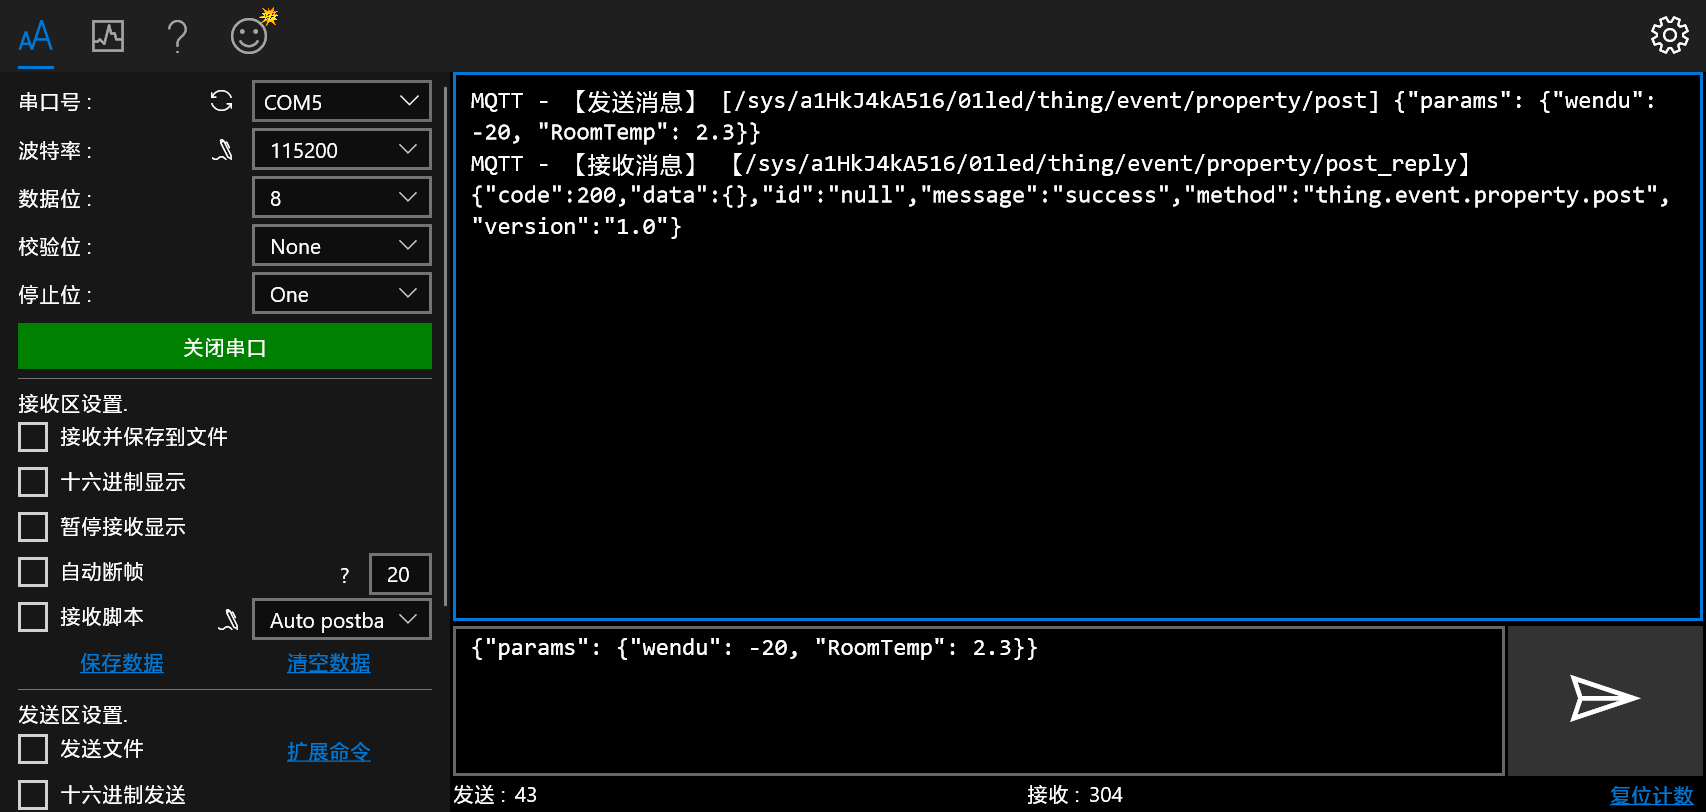 串口号 :
COM5
波特率 :
115200
数据位 :
8
校验位 :
None
停止位 :
One
关闭串口
接收区设置.
接收并保存到文件
十六进制显示
暂停接收显示
自动断帧
?
20
接收脚本
Auto postba
保存数据
清空数据
发送区设置.
发送文件
扩展命令
十六进制发送
MQTT - 【发送消息】 [/sys/a1HkJ4kA516/01led/thing/event/property/post] {"params": {"wendu":
-20, "RoomTemp": 2.3}}
MQTT - 【接收消息】 【/sys/a1HkJ4kA516/01led/thing/event/property/post_reply】
{"code":200,"data":{},"id":"null","message":"success","method":"thing.event.property.post",
"version":"1.0"}
{"params": {"wendu": -20, "RoomTemp": 2.3}}
发送 : 43
接收 : 304
复位计数